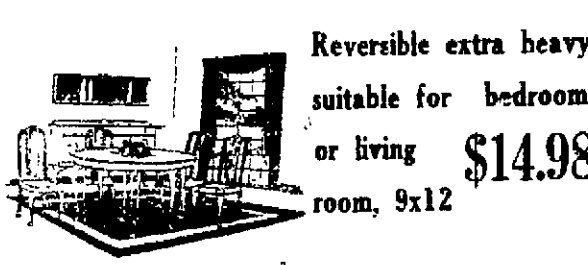 Reversible extra heavy
suitable for bedroom
or living $14.98
room, 9x12